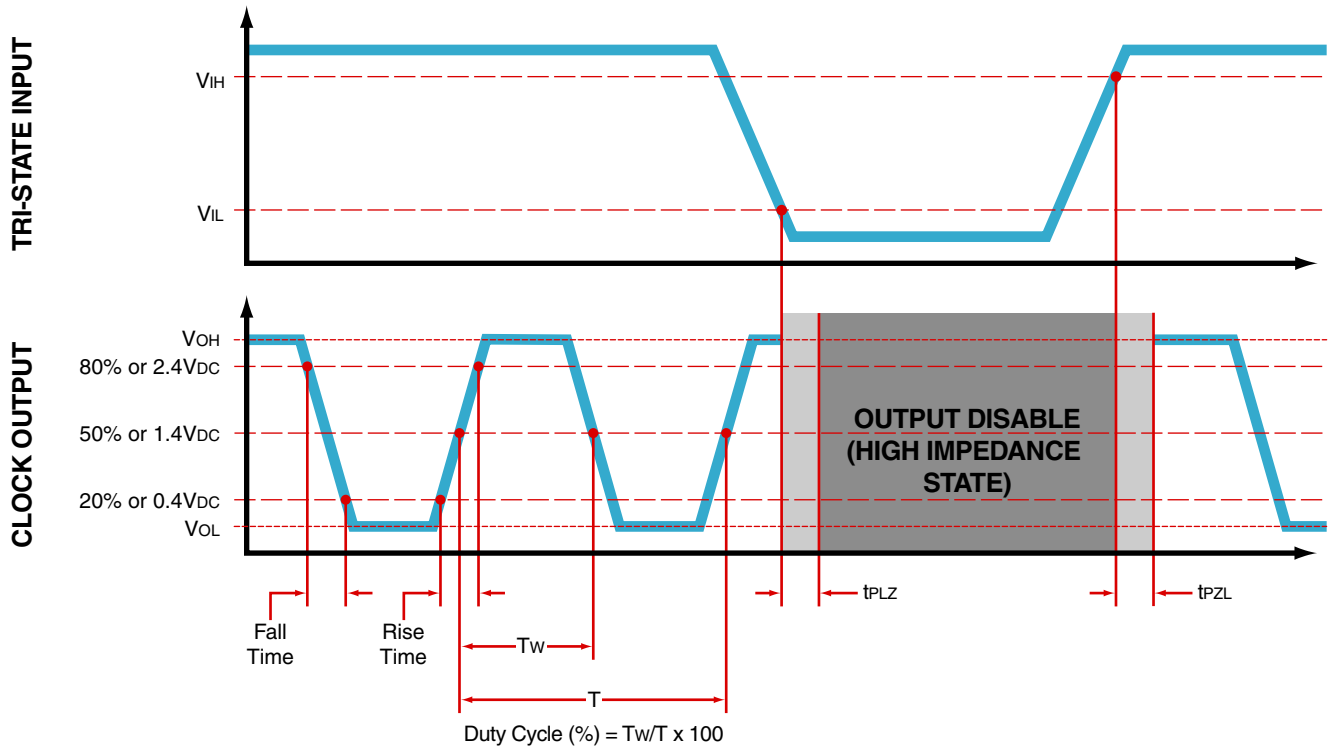 TRI-STATE INPUT
VIH
VIL
CLOCK OUTPUT
VOH
80% or 2.4VDC
50% or 1.4VDC
20% or 0.4VDC
VOL
OUTPUT DISABLE
(HIGH IMPEDANCE
STATE)
tPLZ
tPZL
Fall
Time
Rise
Time
TW
T
Duty Cycle (%) = TW/T x 100